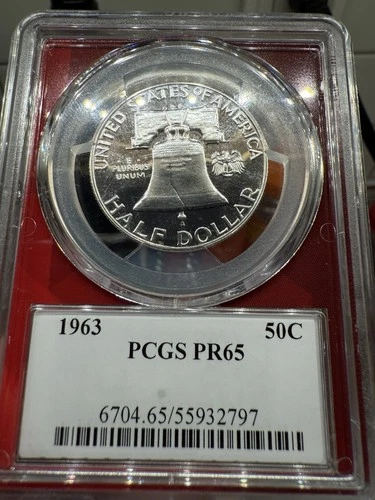 UNITED STATES OF AMERICA
E
PLURIBUS
UNUM
HALF DOLLAR
1963 50C
PCGS PR65
6704.65/55932797